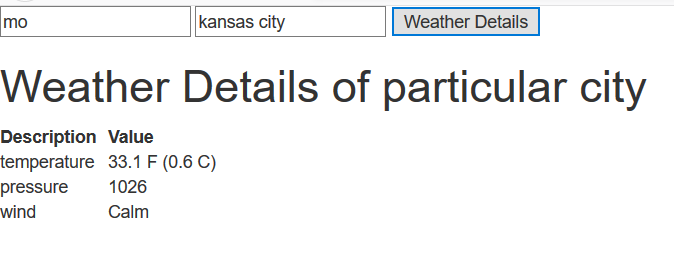 mo kansas city Weather Details
Weather Details of particular city
Description Value
temperature 33.1 F (0.6 C)
pressure 1026
wind Calm